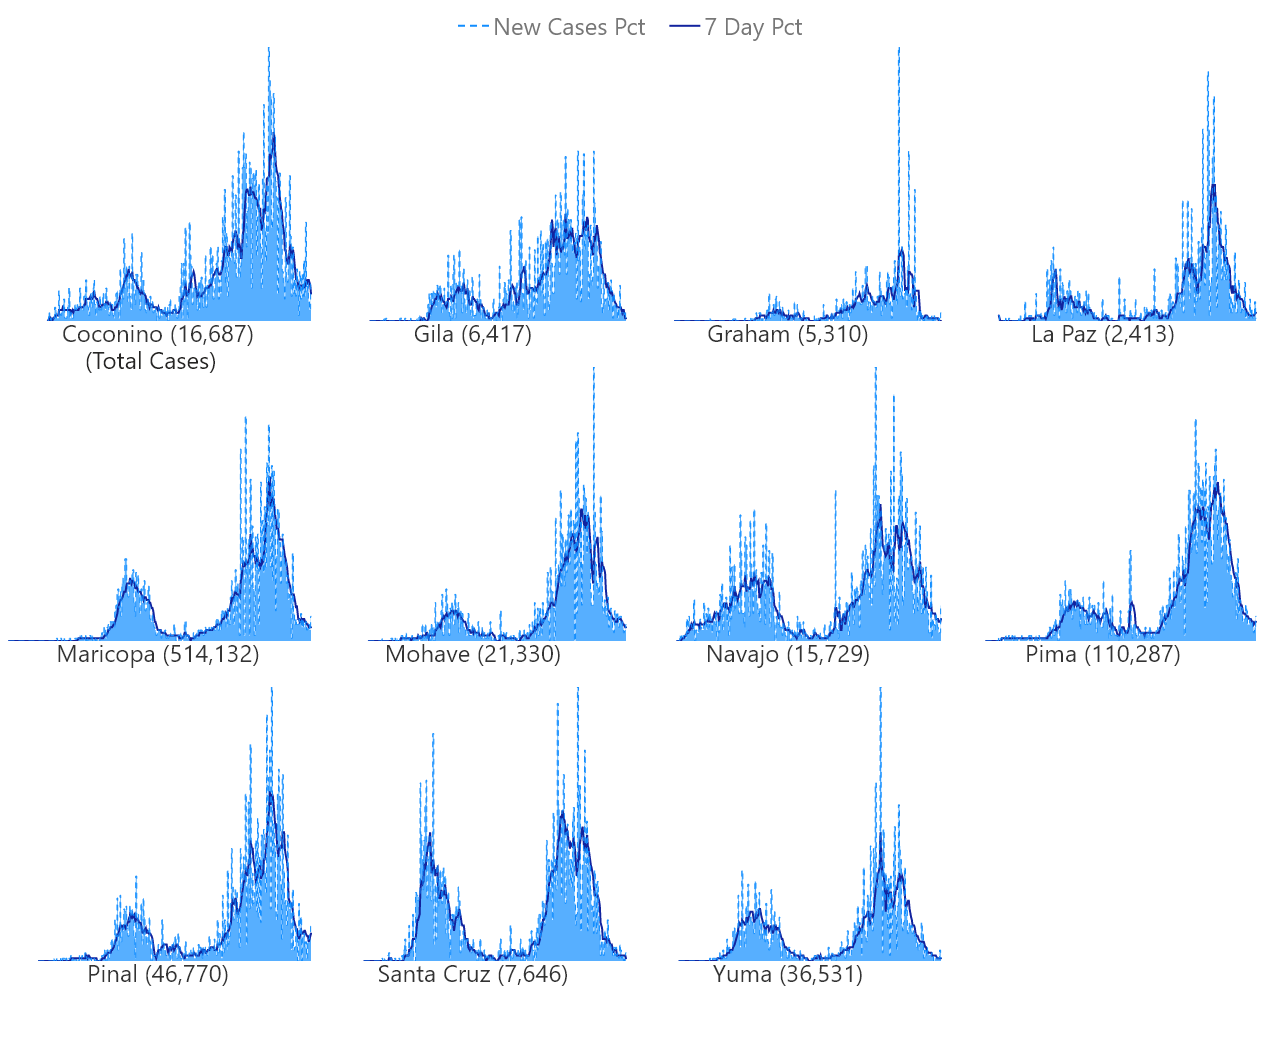 New Cases Pct 7 Day Pct
Coconino (16,687)
(Total Cases)
Gila (6,417)
Graham (5,310)
La Paz (2,413)
Maricopa (514,132)
Mohave (21,330)
Navajo (15,729)
Pima (110,287)
Pinal (46,770)
Santa Cruz (7,646)
Yuma (36,531)